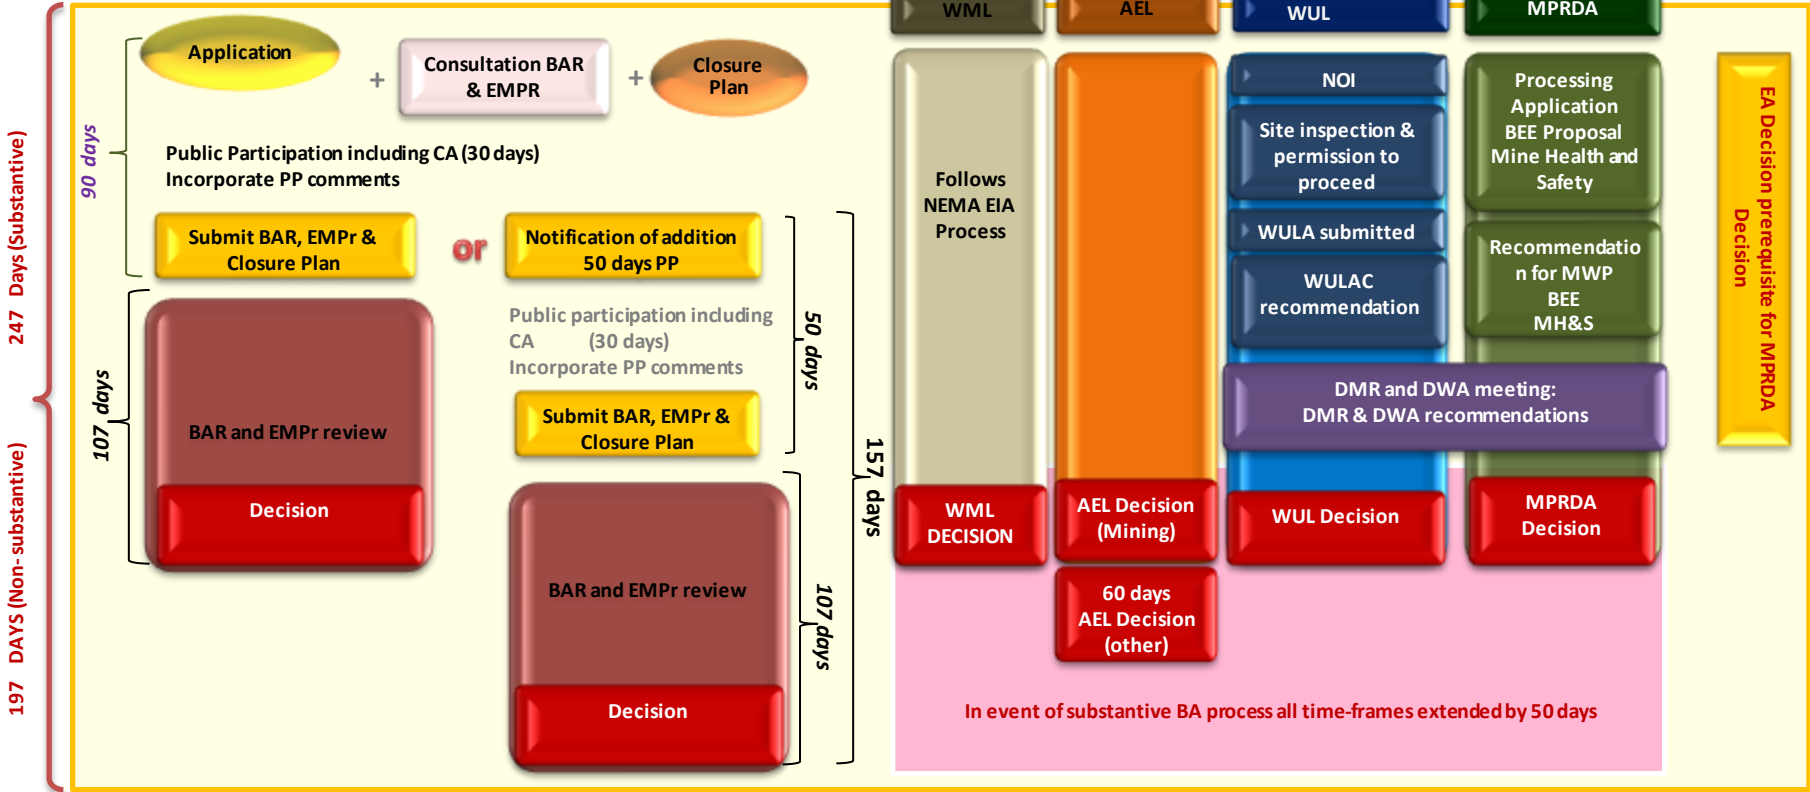 247 Days (Substantive)
197 DAYS (Non- substantive)
90 days
107 days
Application
+
Consultation BAR
& EMPR
+
Closure
Plan
Public Participation including CA (30 days)
Incorporate PP comments
Submit BAR, EMPr &
Closure Plan
or
Notification of addition
50 days PP
BAR and EMPr review
Decision
Public participation including
CA (30 days)
Incorporate PP comments
Submit BAR, EMPr &
Closure Plan
BAR and EMPr review
Decision
50 days
107 days
157 days
WML
Follows
NEMA EIA
Process
WML
DECISION
AEL
AEL Decision
(Mining)
60 days
AEL Decision
(other)
WUL
NOI
Site inspection &
permission to
proceed
WULA submitted
WULAC
recommendation
DMR and DWA meeting:
DMR & DWA recommendations
WUL Decision
MPRDA
Processing
Application
BEE Proposal
Mine Health and
Safety
Recommendatio
n for MWP
BEE
MH&S
MPRDA
Decision
In event of substantive BA process all time-frames extended by 50 days
EA Decision prerequisite for MPRDA
Decision